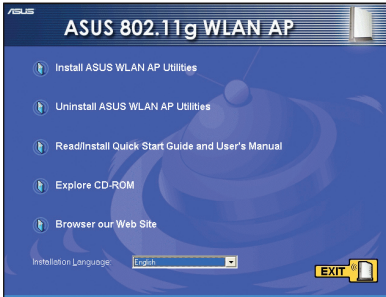 ASUS
ASUS 802.11g WLAN AP
Install ASUS WLAN AP Utilities
Uninstall ASUS WLAN AP Utilities
Read/Install Quick Start Guide and User's Manual
Explore CD-ROM
Browser our Web Site
Installation Language: English
EXIT